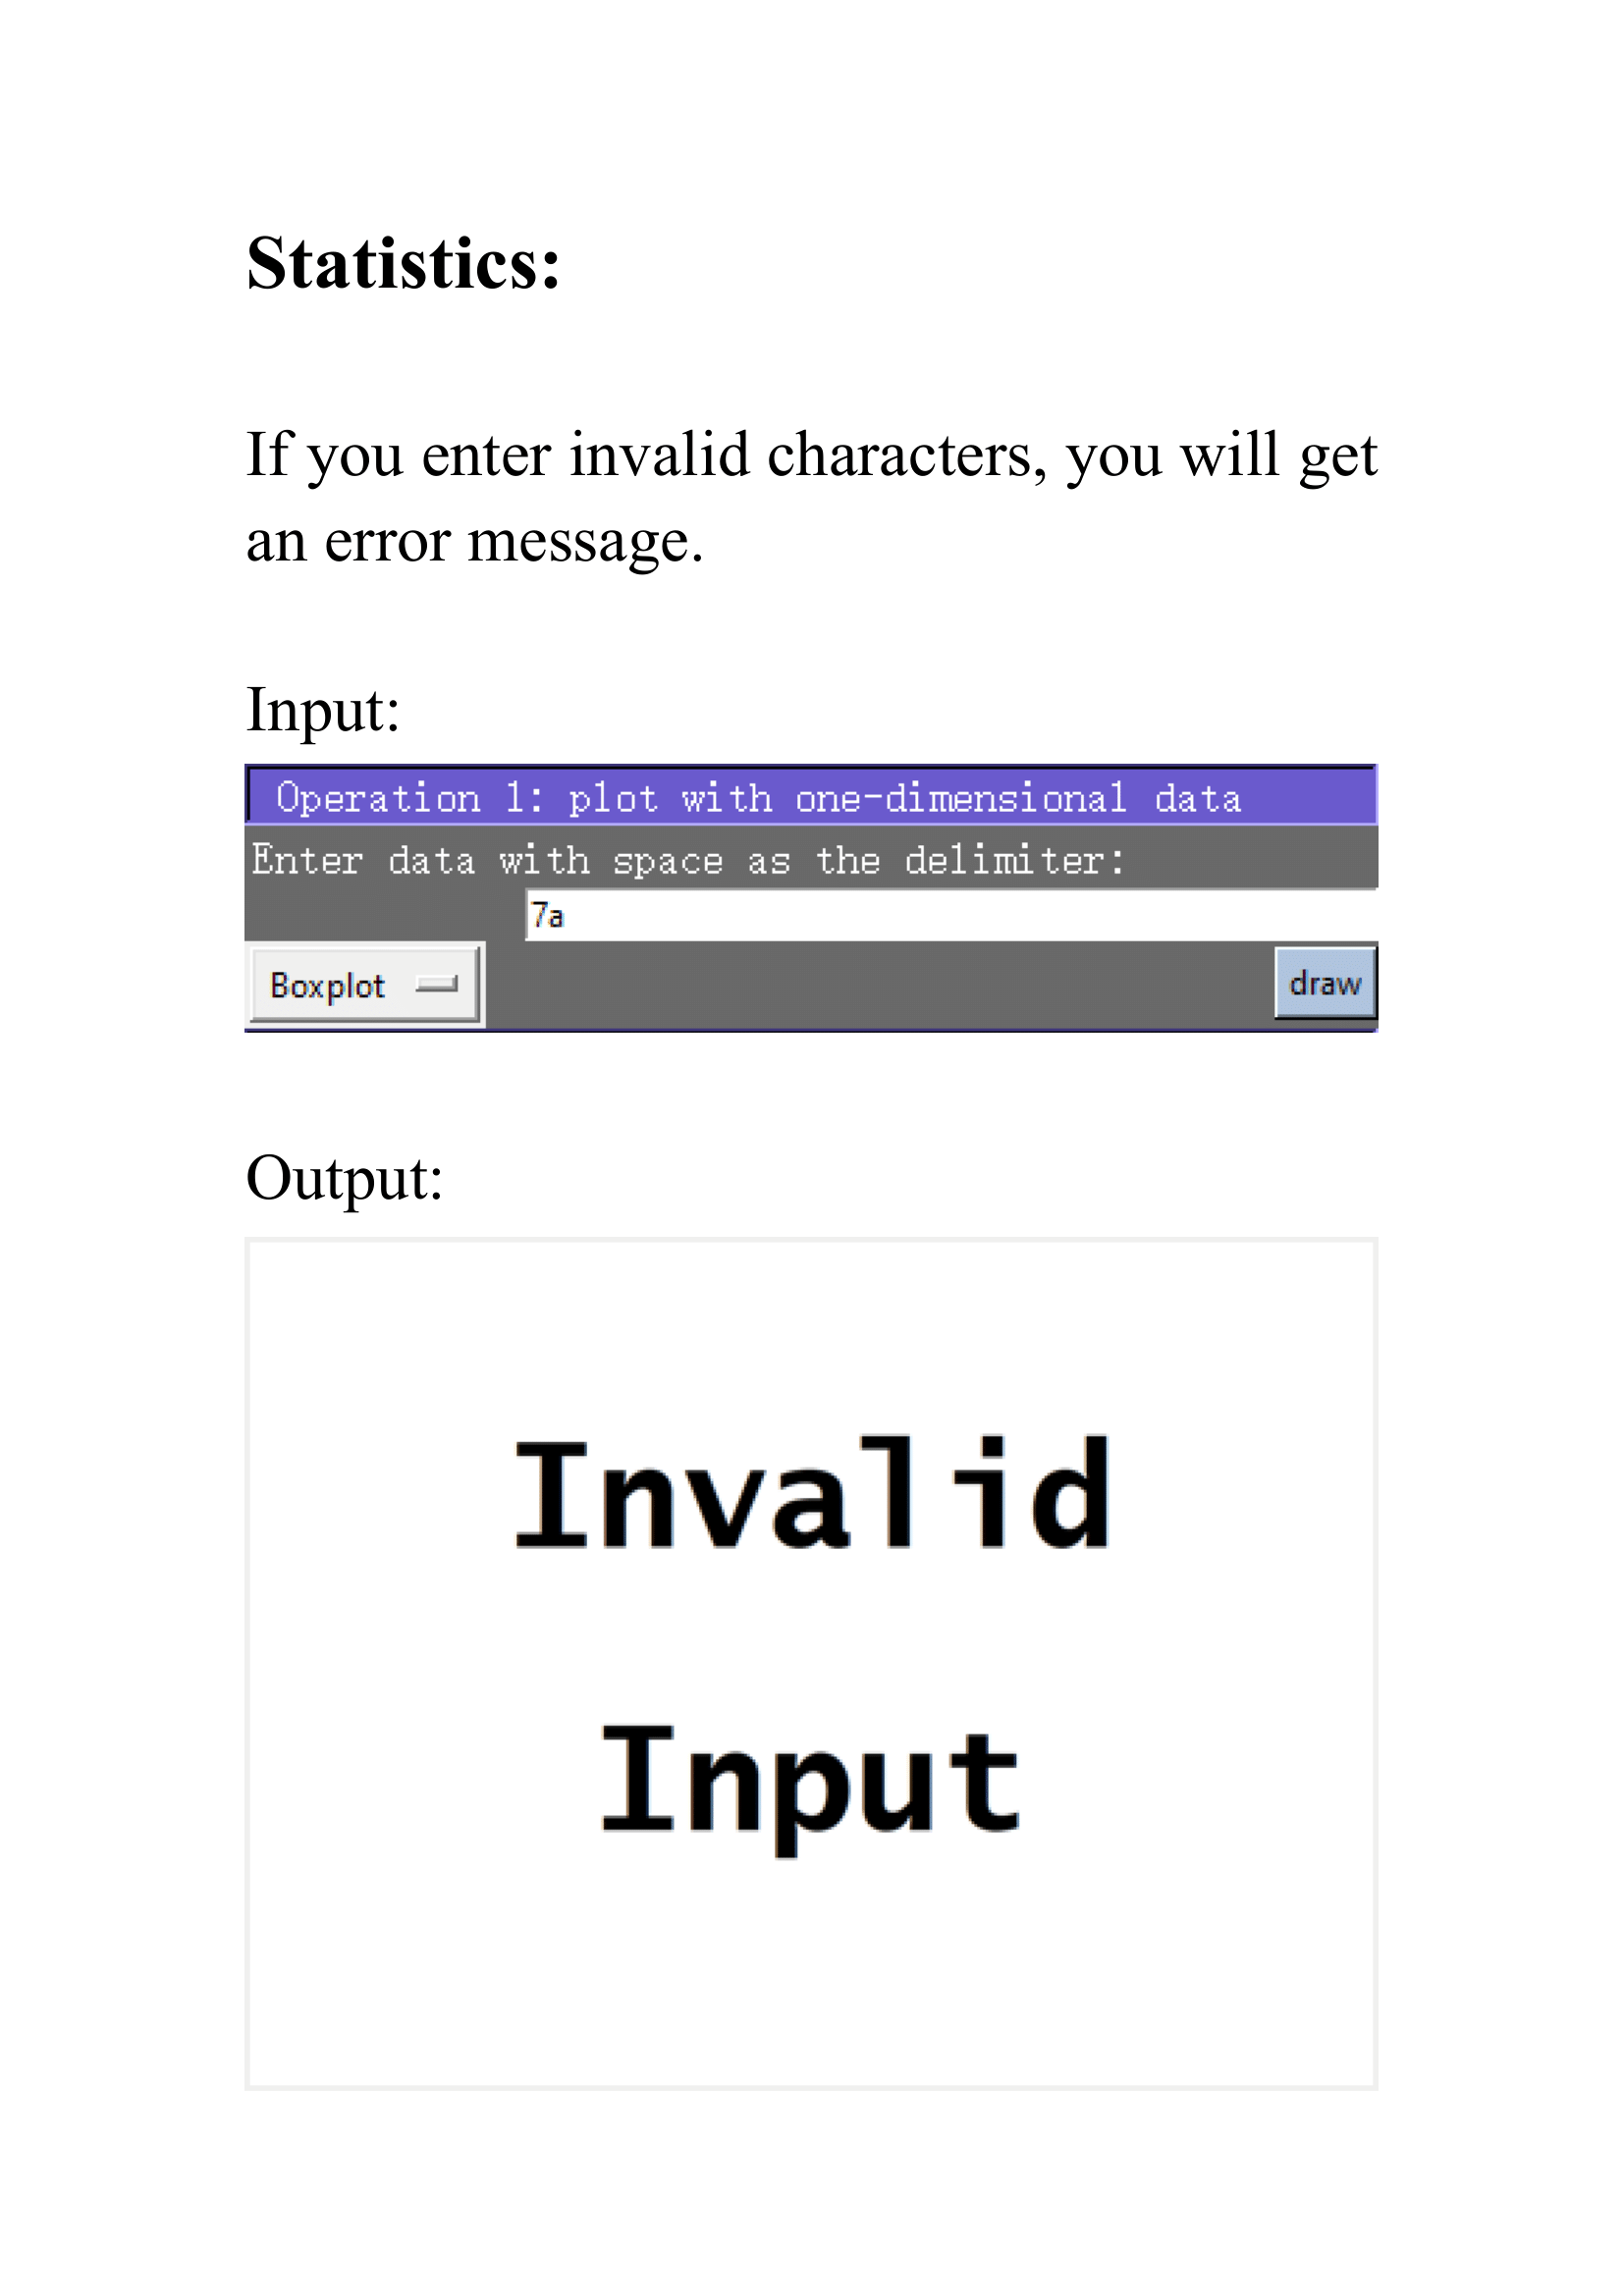 Statistics:
If you enter invalid characters, you will get
an error message.
Input:
Operation 1: plot with one-dimensional data
Enter data with space as the delimiter:
7a
Boxplot
draw
Output:
Invalid
Input